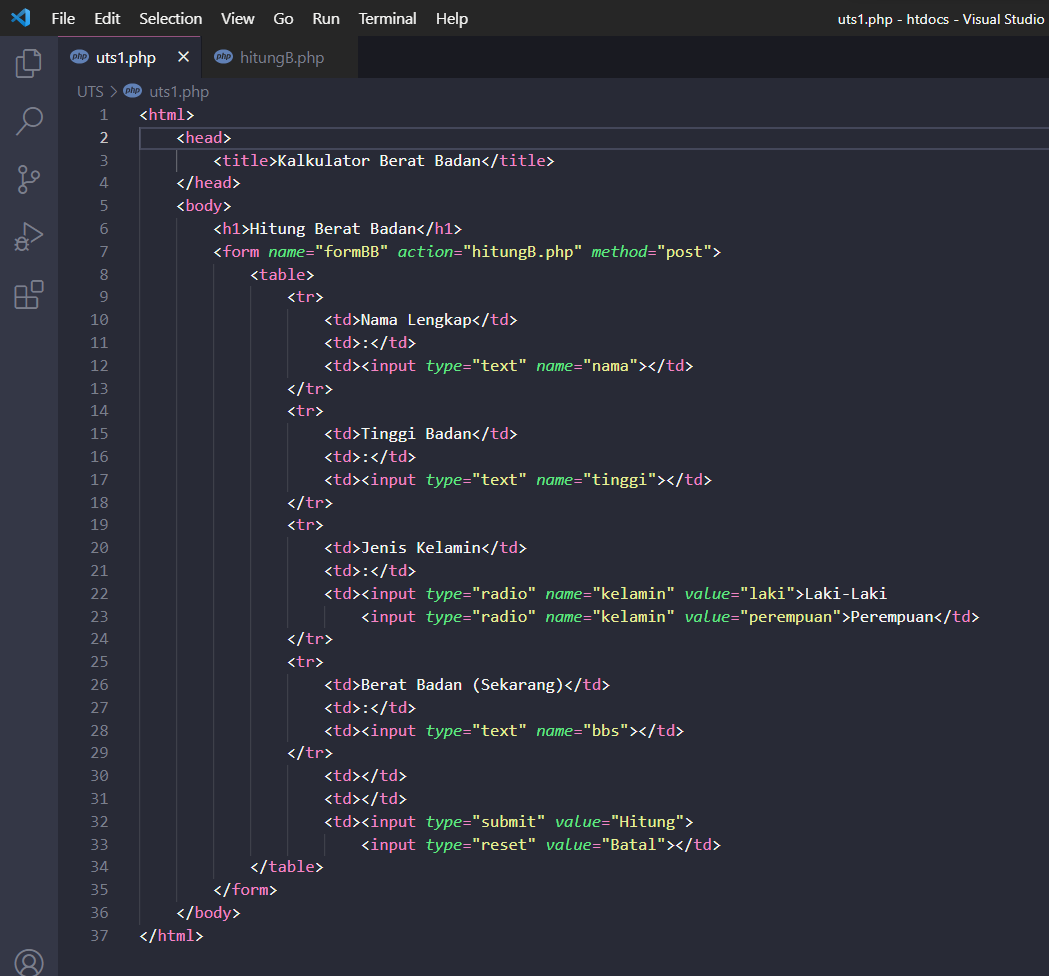 File Edit Selection View Go Run Terminal Help uts1.php - htdocs - Visual Studio
php uts1.php × php hitungB.php
UTS > php uts1.php
1 <html>
2 <head>
3 <title>Kalkulator Berat Badan</title>
4 </head>
5 <body>
6 <h1>Hitung Berat Badan</h1>
7 <form name="formBB" action="hitungB.php" method="post">
8 <table>
9 <tr>
10 <td>Nama Lengkap</td>
11 <td>:</td>
12 <td><input type="text" name="nama"></td>
13 </tr>
14 <tr>
15 <td>Tinggi Badan</td>
16 <td>:</td>
17 <td><input type="text" name="tinggi"></td>
18 </tr>
19 <tr>
20 <td>Jenis Kelamin</td>
21 <td>:</td>
22 <td><input type="radio" name="kelamin" value="laki">Laki-Laki
23 <input type="radio" name="kelamin" value="perempuan">Perempuan</td>
24 </tr>
25 <tr>
26 <td>Berat Badan (Sekarang)</td>
27 <td>:</td>
28 <td><input type="text" name="bbs"></td>
29 </tr>
30 <td></td>
31 <td></td>
32 <td><input type="submit" value="Hitung">
33 <input type="reset" value="Batal"></td>
34 </table>
35 </form>
36 </body>
37 </html>